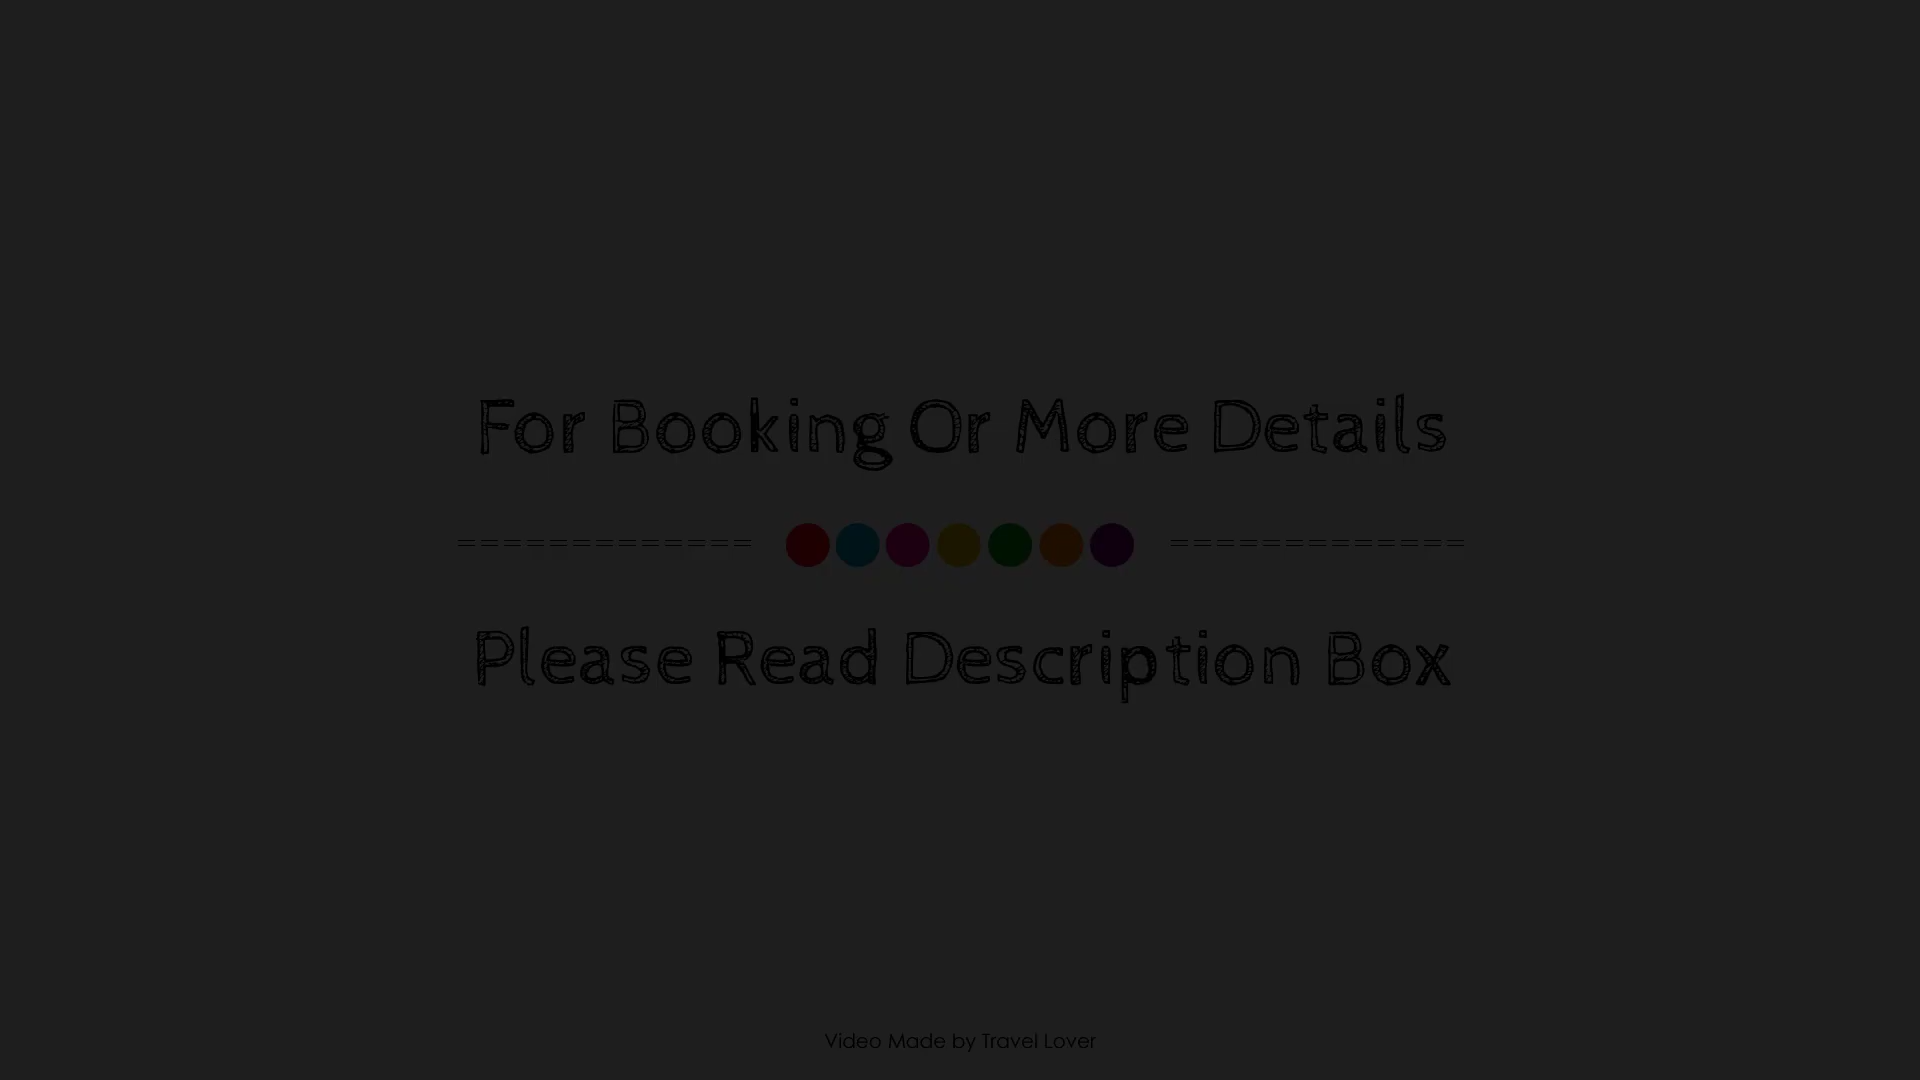 For Booking Or More Details
============= =============
Please Read Description Box
Video Made by Travel Lover